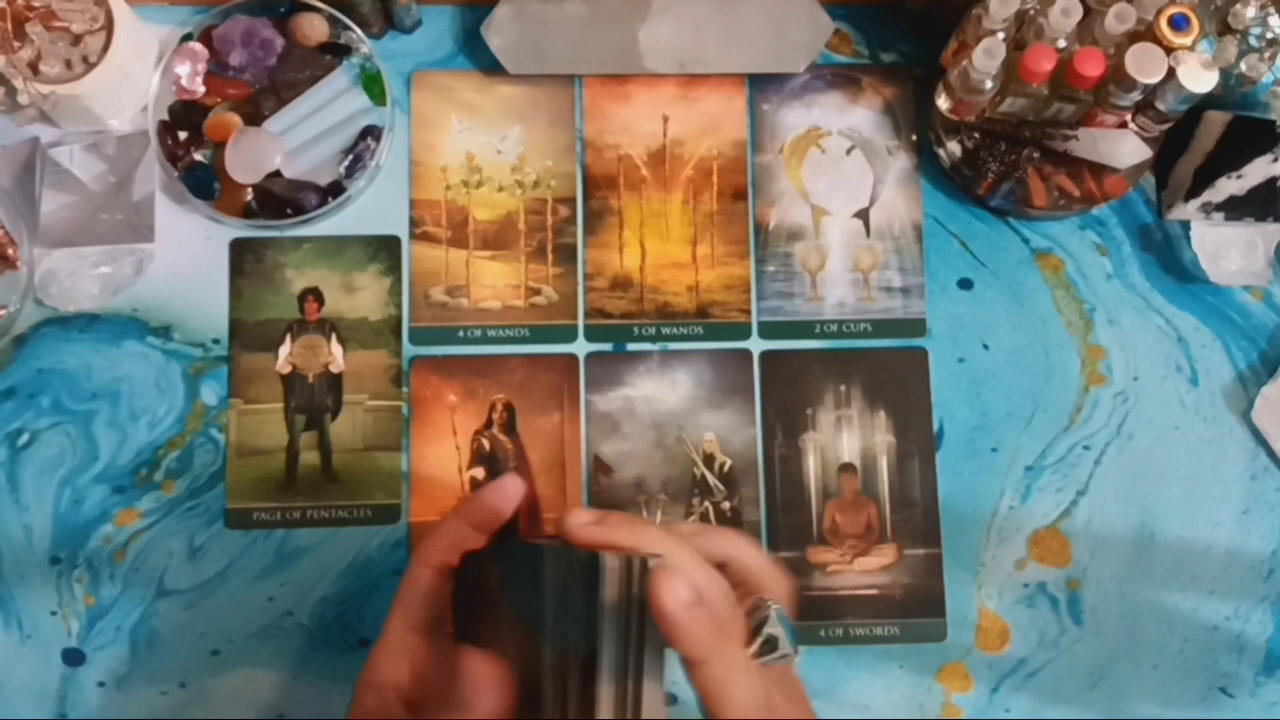 4 OF WANDS
5 OF WANDS
2 OF CUPS
PAGE OF PENTACLES
4 OF SWORDS